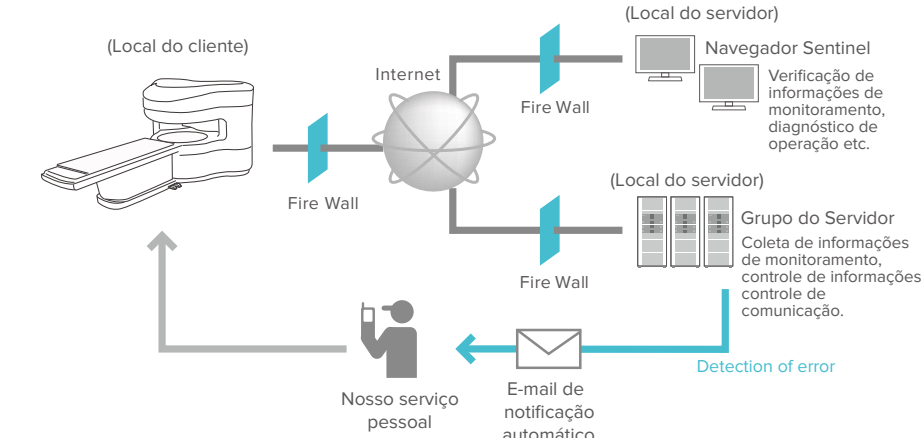 (Local do cliente)
Fire Wall
Internet
(Local do servidor)
Navegador Sentinel
Verificação de
informações de
monitoramento,
diagnóstico de
operação etc.
Fire Wall
(Local do servidor)
Grupo do Servidor
Coleta de informações
de monitoramento,
controle de informações
controle de
comunicação.
Fire Wall
Detection of error
E-mail de
notificação
automático
Nosso serviço
pessoal